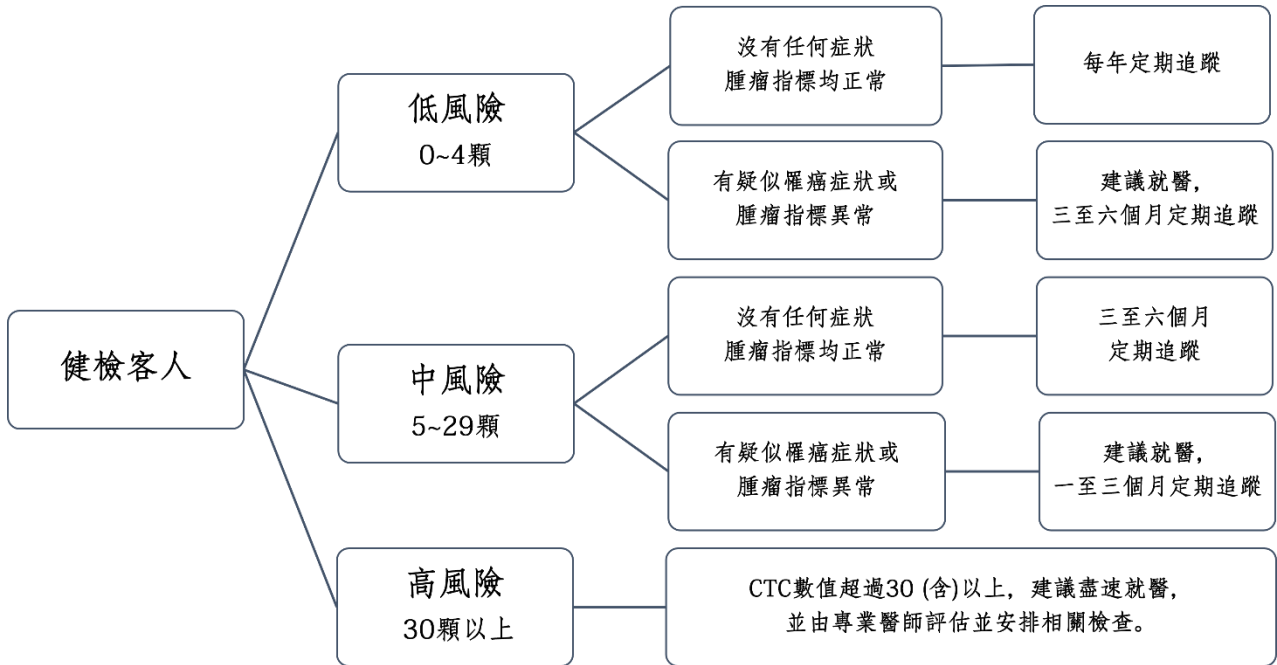 健檢客人
低風險
0~4顆
沒有任何症狀
腫瘤指標均正常
每年定期追蹤
有疑似罹癌症狀或
腫瘤指標異常
建議就醫，
三至六個月定期追蹤
中風險
5~29顆
沒有任何症狀
腫瘤指標均正常
三至六個月
定期追蹤
有疑似罹癌症狀或
腫瘤指標異常
建議就醫，
一至三個月定期追蹤
高風險
30顆以上
CTC數值超過30 (含)以上，建議盡速就醫，
並由專業醫師評估並安排相關檢查。